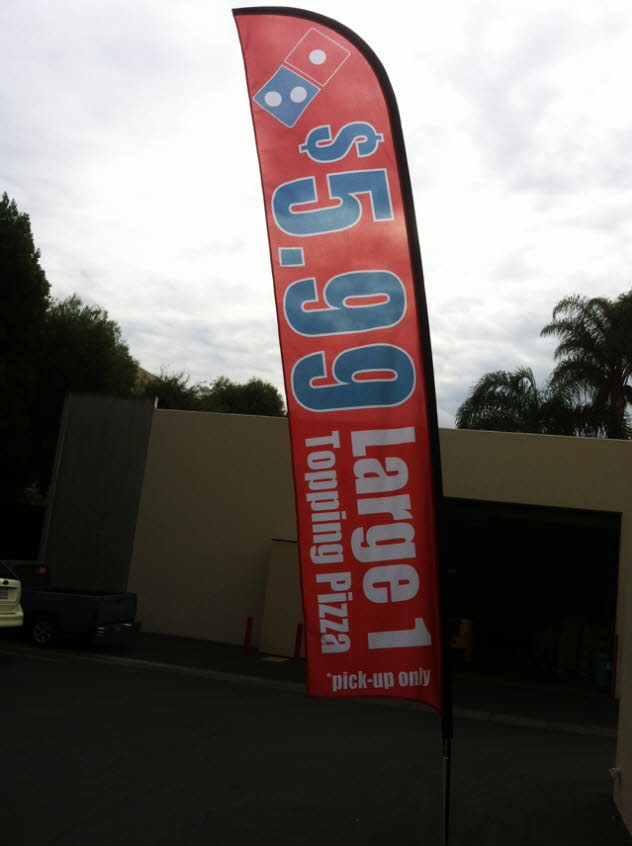 $5.99
Large 1
Topping Pizza
*pick-up only